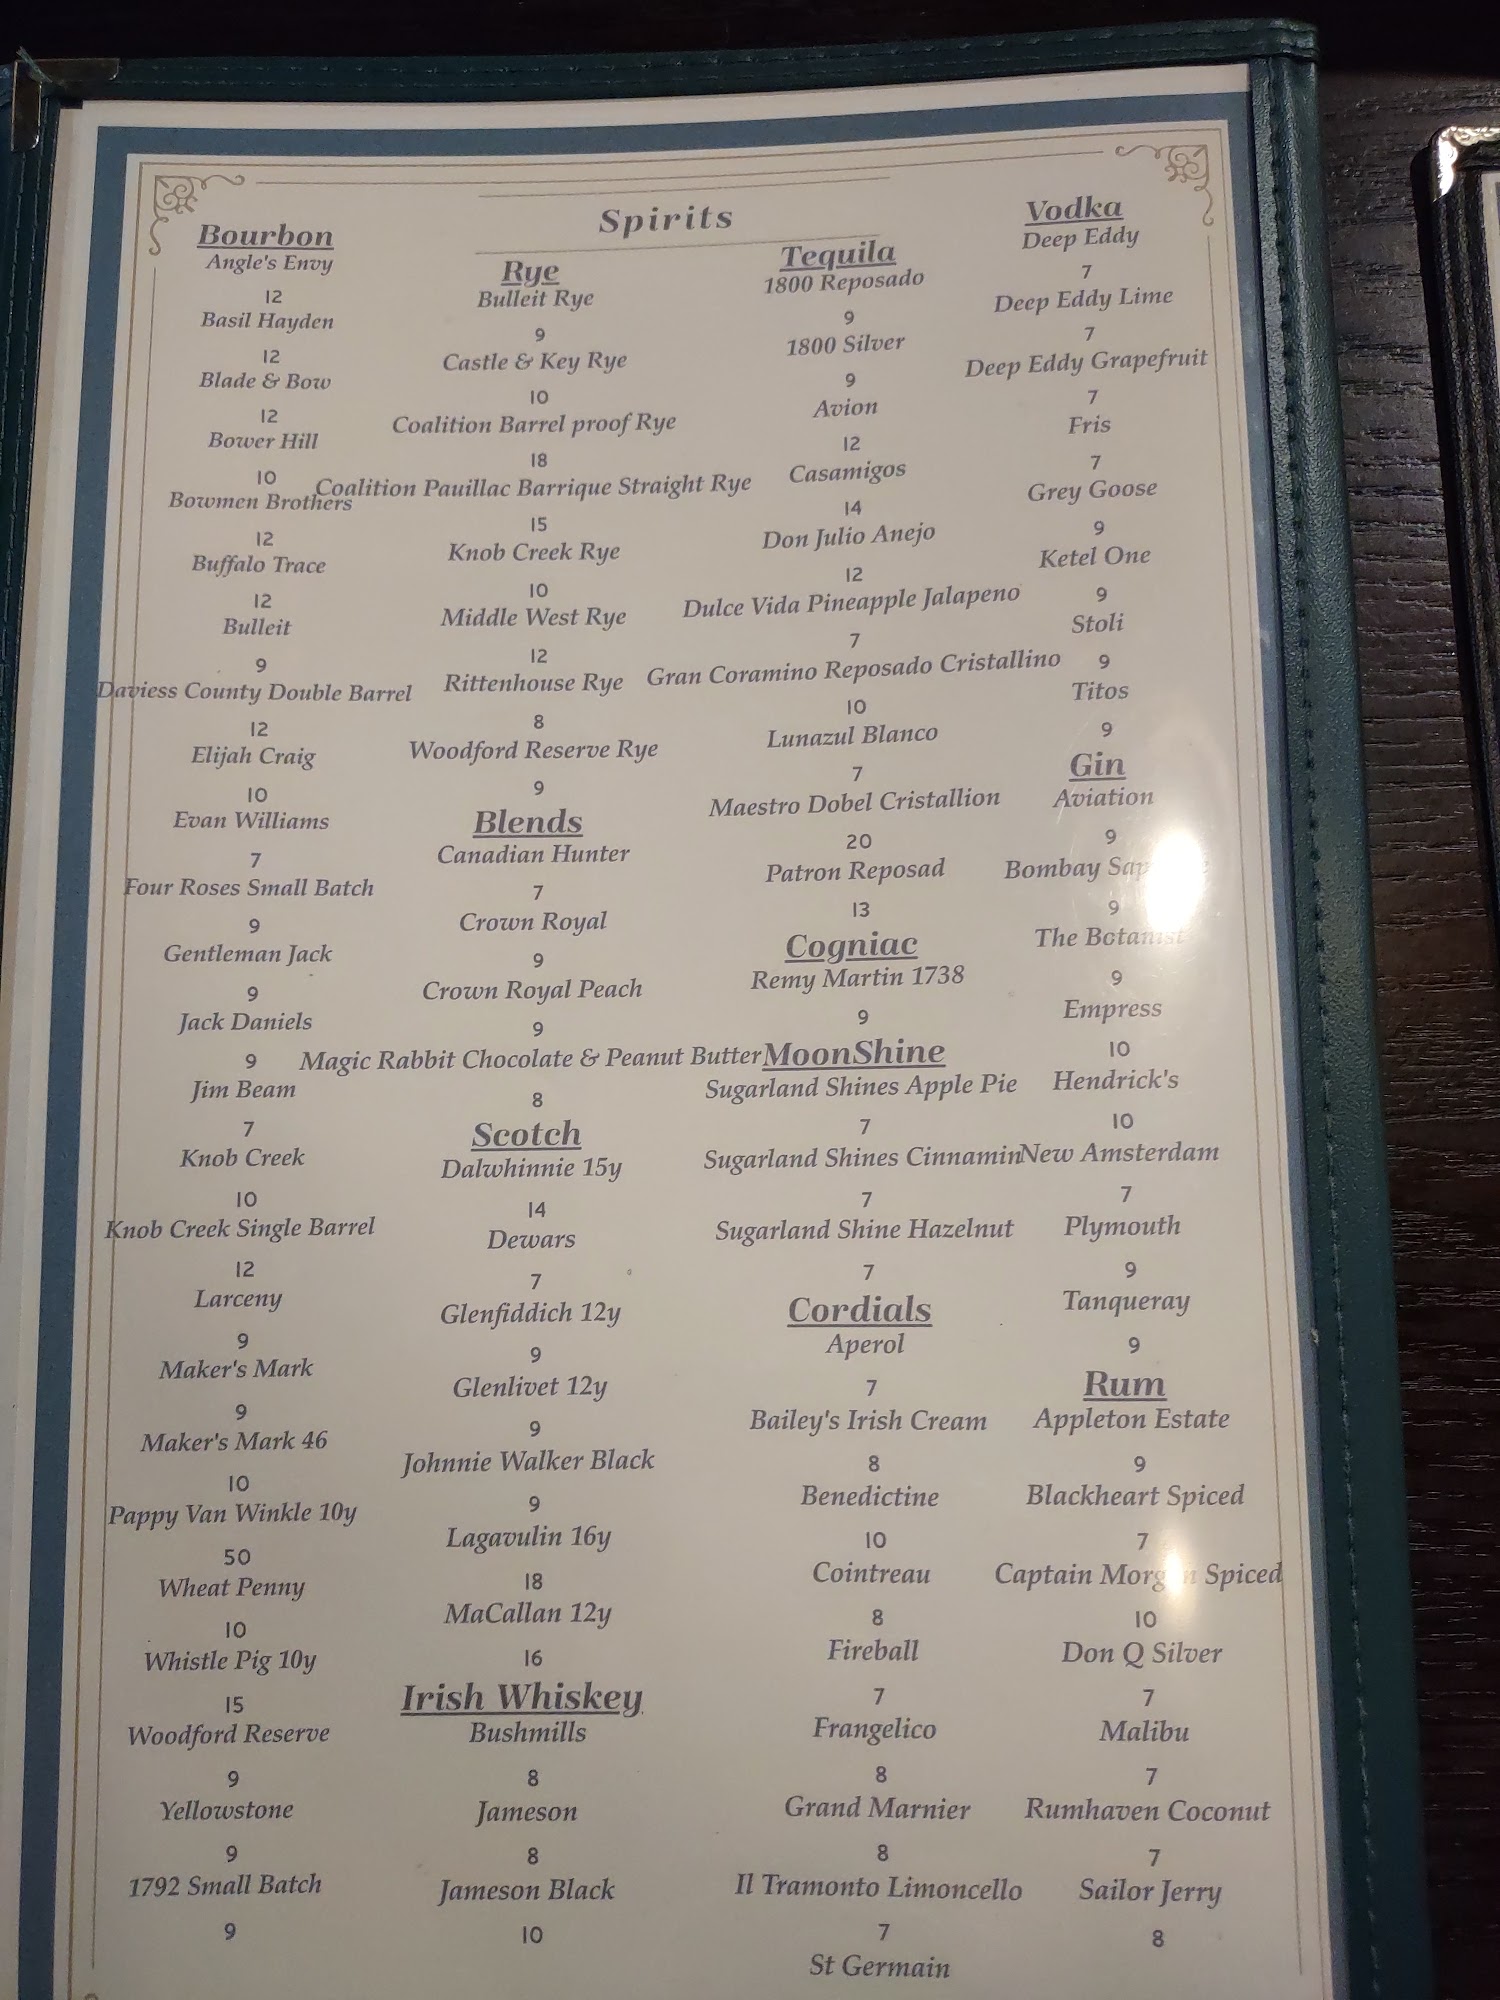 Spirits
Bourbon
Angle's Envy
12
Basil Hayden
12
Blade & Bow
12
Bower Hill
10
Bowmen Brothers
12
Buffalo Trace
12
Bulleit
9
Daviess County Double Barrel
12
Elijah Craig
10
Evan Williams
7
Four Roses Small Batch
9
Gentleman Jack
9
Jack Daniels
9
Jim Beam
7
Knob Creek
10
Knob Creek Single Barrel
12
Larceny
9
Maker's Mark
9
Maker's Mark 46
10
Pappy Van Winkle 10y
50
Wheat Penny
10
Whistle Pig 10y
15
Woodford Reserve
9
Yellowstone
9
1792 Small Batch
9
Rye
Bulleit Rye
9
Castle & Key Rye
10
Coalition Barrel proof Rye
18
Coalition Pauillac Barrique Straight Rye
15
Knob Creek Rye
10
Middle West Rye
12
Rittenhouse Rye
8
Woodford Reserve Rye
9
Blends
Canadian Hunter
7
Crown Royal
9
Crown Royal Peach
9
Magic Rabbit Chocolate & Peanut Butter
8
Scotch
Dalwhinnie 15y
14
Dewars
7
Glenfiddich 12y
9
Glenlivet 12y
9
Johnnie Walker Black
9
Lagavulin 16y
18
MaCallan 12y
16
Irish Whiskey
Bushmills
8
Jameson
8
Jameson Black
10
Tequila
1800 Reposado
9
1800 Silver
9
Avion
12
Casamigos
14
Don Julio Anejo
12
Dulce Vida Pineapple Jalapeno
7
Gran Coramino Reposado Cristallino
10
Lunazul Blanco
7
Maestro Dobel Cristallion
20
Patron Reposad
13
Cogniac
Remy Martin 1738
9
MoonShine
Sugarland Shines Apple Pie
7
Sugarland Shines Cinnamin
7
Sugarland Shine Hazelnut
7
Cordials
Aperol
7
Bailey's Irish Cream
8
Benedictine
10
Cointreau
8
Fireball
7
Frangelico
8
Grand Marnier
8
Il Tramonto Limoncello
7
St Germain
Vodka
Deep Eddy
7
Deep Eddy Lime
7
Deep Eddy Grapefruit
7
Fris
7
Grey Goose
9
Ketel One
9
Stoli
9
Titos
9
Gin
Aviation
9
Bombay
9
The Botanist
9
Empress
10
Hendrick's
10
New Amsterdam
7
Plymouth
9
Tanqueray
9
Rum
Appleton Estate
9
Blackheart Spiced
7
Captain Morgan Spiced
10
Don Q Silver
7
Malibu
7
Rumhaven Coconut
7
Sailor Jerry
8